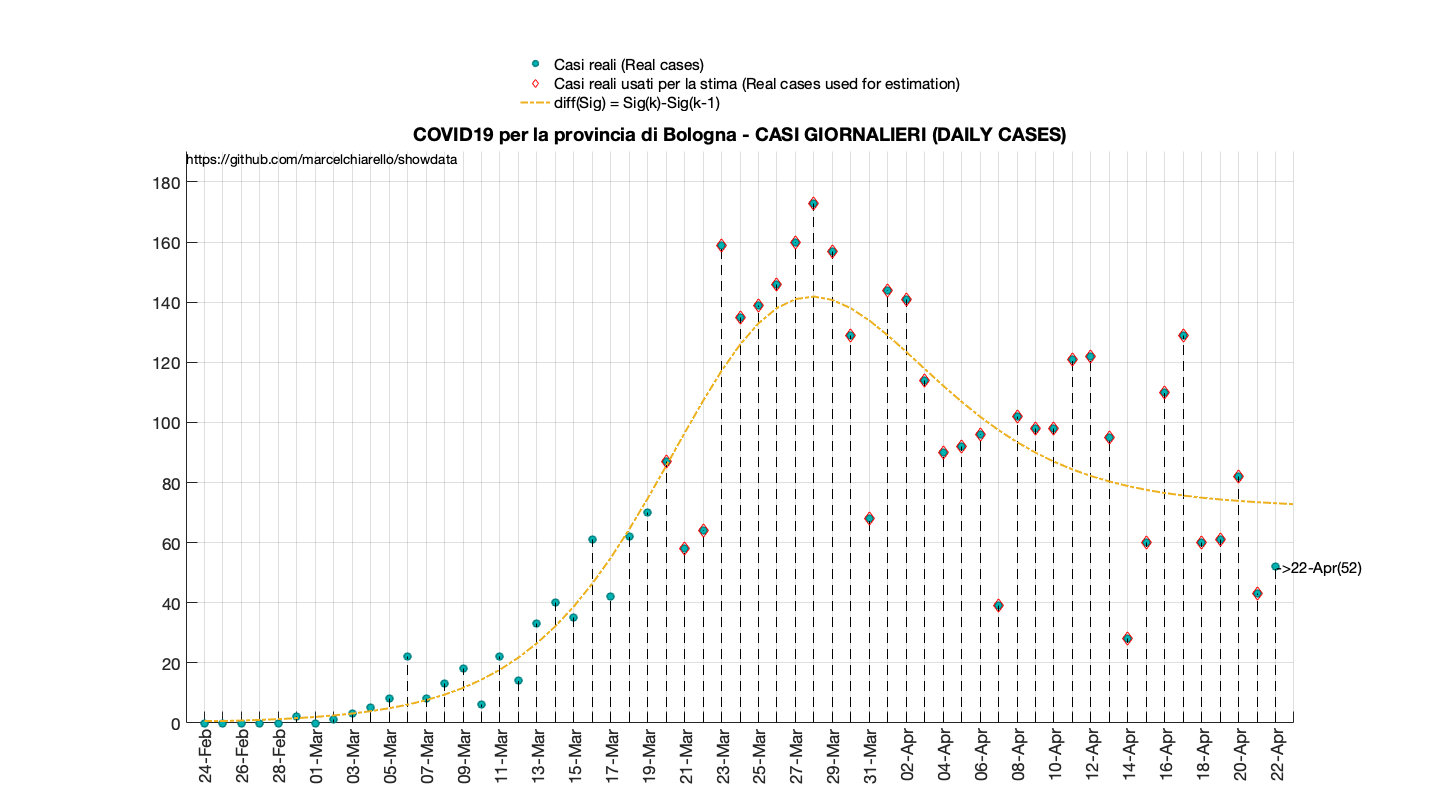 Casi reali (Real cases)
Casi reali usati per la stima (Real cases used for estimation)
diff(Sig) = Sig(k)-Sig(k-1)
COVID19 per la provincia di Bologna - CASI GIORNALIERI (DAILY CASES)
https://github.com/marcelchiarello/showdata
180
160
140
120
100
80
60
40
20
0
->22-Apr(52)
24-Feb
26-Feb
28-Feb
01-Mar
03-Mar
05-Mar
07-Mar
09-Mar
11-Mar
13-Mar
15-Mar
17-Mar
19-Mar
21-Mar
23-Mar
25-Mar
27-Mar
29-Mar
31-Mar
02-Apr
04-Apr
06-Apr
08-Apr
10-Apr
12-Apr
14-Apr
16-Apr
18-Apr
20-Apr
22-Apr